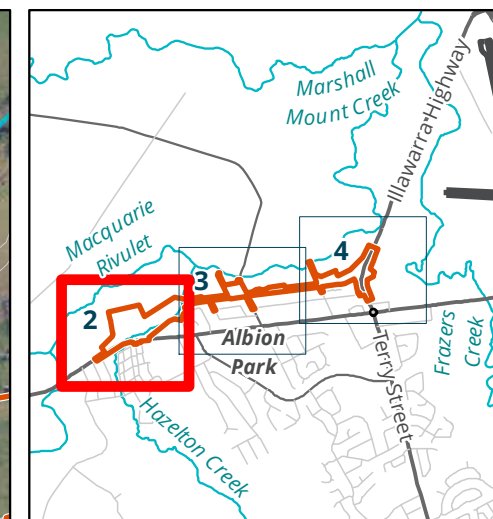 Marshall
Mount Creek
Illawarra Highway
Macquarie
Rivulet
4
3
2
Albion
Park
Frazers
Creek
Terry Street
Hazelton Creek